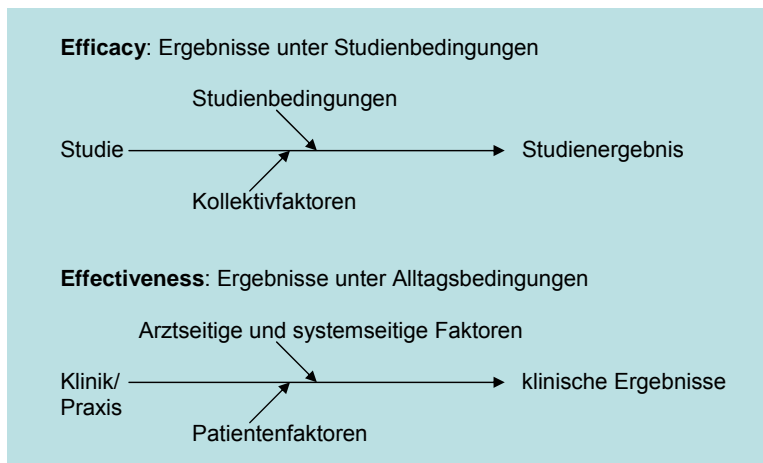 Efficacy: Ergebnisse unter Studienbedingungen
Studienbedingungen
Studie
Studienergebnis
Kollektivfaktoren
Effectiveness: Ergebnisse unter Alltagsbedingungen
Arztseitige und systemseitige Faktoren
Klinik/
Praxis
klinische Ergebnisse
Patientenfaktoren